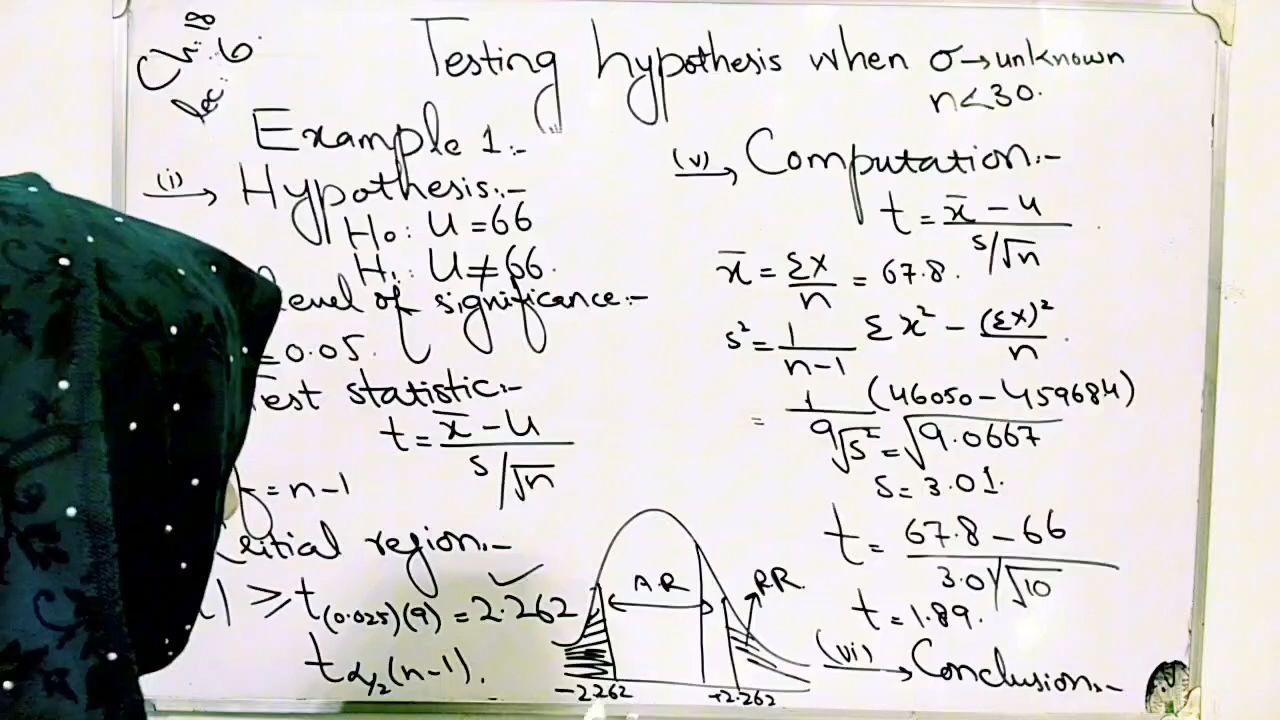 Ch: 18
Lec: 6.
Testing hypothesis when σ→unknown
n<30.
Example 1:-
(i)→ Hypothesis:-
H₀: U = 66
H₁: U ≠ 66.
Level of significance:-
= 0.05.
Test statistic:-
t = x̄ - U / s/√n
f = n-1
critical region:-
| ≥ t(0.025)(9) = 2.262 ✓
tα/2(n-1).
A.R
R.R
-2.262
+2.262
(v)→ Computation:-
t = x̄ - U / s/√n
x̄ = ΣX / n = 67.8.
s² = 1/n-1 Σx² - (ΣX)²/n.
= 1/9 (46050 - 459684)
√s² = √9.0667
S = 3.01.
t = 67.8 - 66 / 3.01/√10
t = 1.89.
(vi)→ Conclusion:-